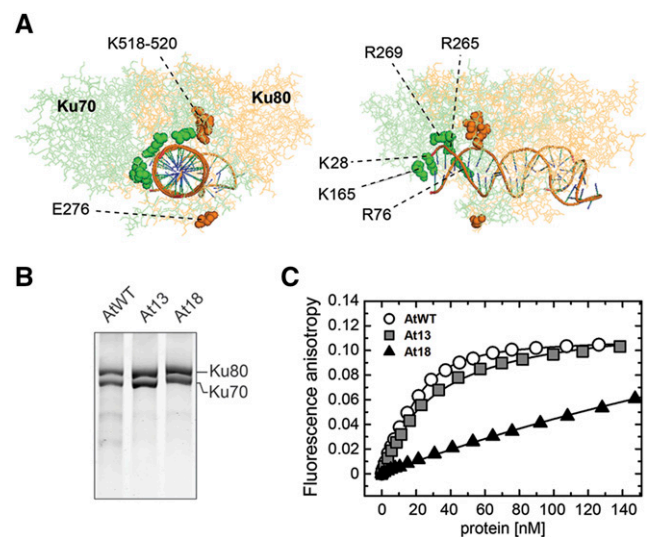 A
K518-520
Ku70
Ku80
E276
R269
R265
K28
K165
R76
B
AtWT
At13
At18
Ku80
Ku70
C
Fluorescence anisotropy
0.14
0.12
0.10
0.08
0.06
0.04
0.02
0
AtWT
At13
At18
0 20 40 60 80 100 120 140
protein [nM]